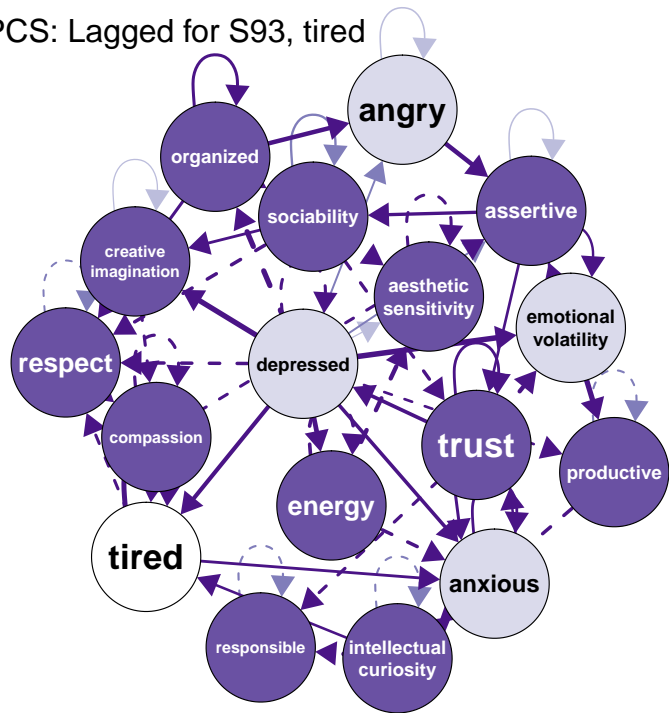 PCS: Lagged for S93, tired
angry
organized
sociability
assertive
creative
imagination
aesthetic
sensitivity
emotional
volatility
respect
depressed
compassion
trust
productive
energy
tired
anxious
responsible
intellectual
curiosity